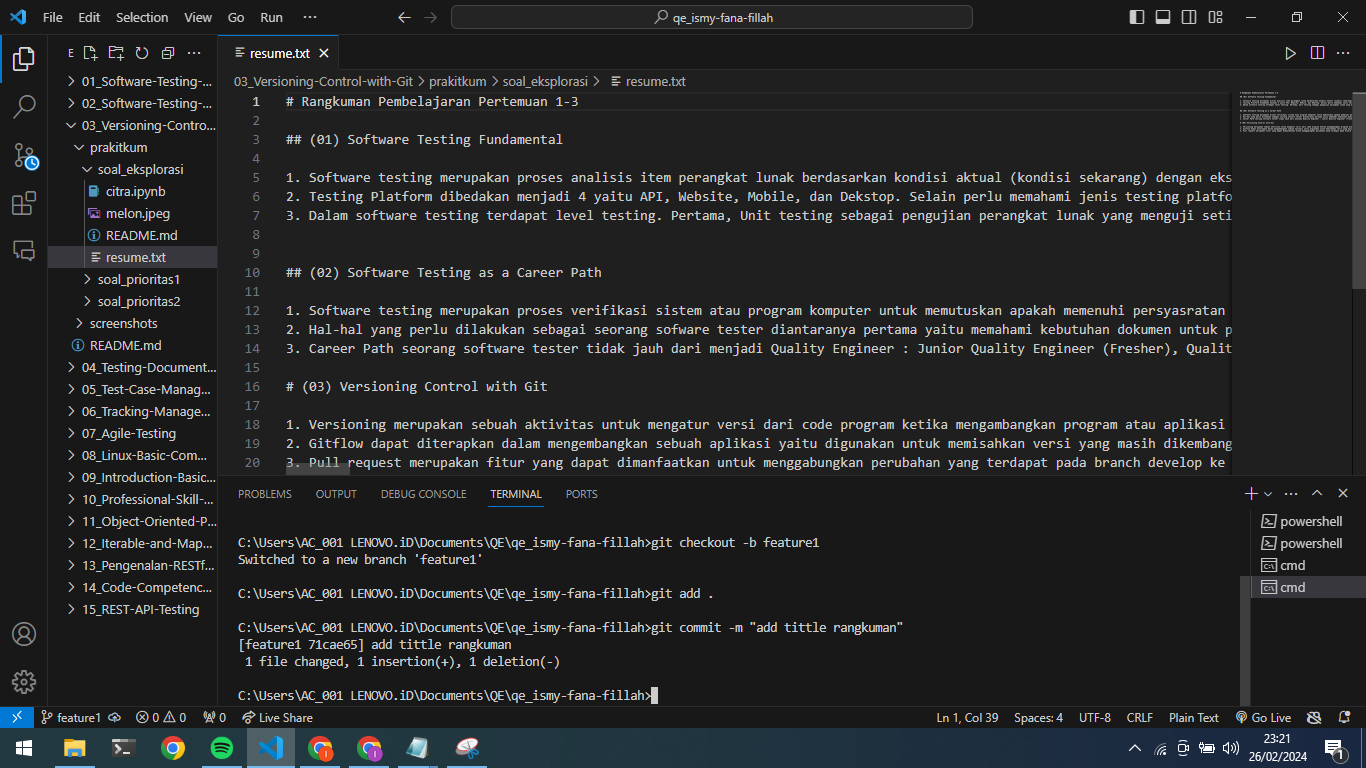 File Edit Selection View Go Run ···
qe_ismy-fana-fillah
E
resume.txt
01_Software-Testing-...
02_Software-Testing-...
03_Versioning-Contro...
prakitkum
soal_eksplorasi
citra.ipynb
melon.jpeg
README.md
resume.txt
soal_prioritas1
soal_prioritas2
screenshots
README.md
04_Testing-Document...
05_Test-Case-Manag...
06_Tracking-Manage...
07_Agile-Testing
08_Linux-Basic-Com...
09_Introduction-Basic...
10_Professional-Skill-...
11_Object-Oriented-P...
12_Iterable-and-Map...
13_Pengenalan-RESTf...
14_Code-Competenc...
15_REST-API-Testing
03_Versioning-Control-with-Git > prakitkum > soal_eksplorasi > resume.txt
1 # Rangkuman Pembelajaran Pertemuan 1-3
2
3 ## (01) Software Testing Fundamental
4
5 1. Software testing merupakan proses analisis item perangkat lunak berdasarkan kondisi aktual (kondisi sekarang) dengan eks
6 2. Testing Platform dibedakan menjadi 4 yaitu API, Website, Mobile, dan Dekstop. Selain perlu memahami jenis testing platfo
7 3. Dalam software testing terdapat level testing. Pertama, Unit testing sebagai pengujian perangkat lunak yang menguji seti
8
9
10 ## (02) Software Testing as a Career Path
11
12 1. Software testing merupakan proses verifikasi sistem atau program komputer untuk memutuskan apakah memenuhi persyasratan
13 2. Hal-hal yang perlu dilakukan sebagai seorang sofware tester diantaranya pertama yaitu memahami kebutuhan dokumen untuk p
14 3. Career Path seorang software tester tidak jauh dari menjadi Quality Engineer : Junior Quality Engineer (Fresher), Qualit
15
16 # (03) Versioning Control with Git
17
18 1. Versioning merupakan sebuah aktivitas untuk mengatur versi dari code program ketika mengambangkan program atau aplikasi
19 2. Gitflow dapat diterapkan dalam mengembangkan sebuah aplikasi yaitu digunakan untuk memisahkan versi yang masih dikembang
20 3. Pull request merupakan fitur yang dapat dimanfaatkan untuk menggabungkan perubahan yang terdapat pada branch develop ke
PROBLEMS OUTPUT DEBUG CONSOLE TERMINAL PORTS
C:\Users\AC_001 LENOVO.iD\Documents\QE\qe_ismy-fana-fillah>git checkout -b feature1
Switched to a new branch 'feature1'
C:\Users\AC_001 LENOVO.iD\Documents\QE\qe_ismy-fana-fillah>git add .
C:\Users\AC_001 LENOVO.iD\Documents\QE\qe_ismy-fana-fillah>git commit -m "add tittle rangkuman"
[feature1 71cae65] add tittle rangkuman
1 file changed, 1 insertion(+), 1 deletion(-)
C:\Users\AC_001 LENOVO.iD\Documents\QE\qe_ismy-fana-fillah>
powershell
powershell
cmd
cmd
feature1 0 0 0 Live Share Ln 1, Col 39 Spaces: 4 UTF-8 CRLF Plain Text Go Live
23:21
26/02/2024
1